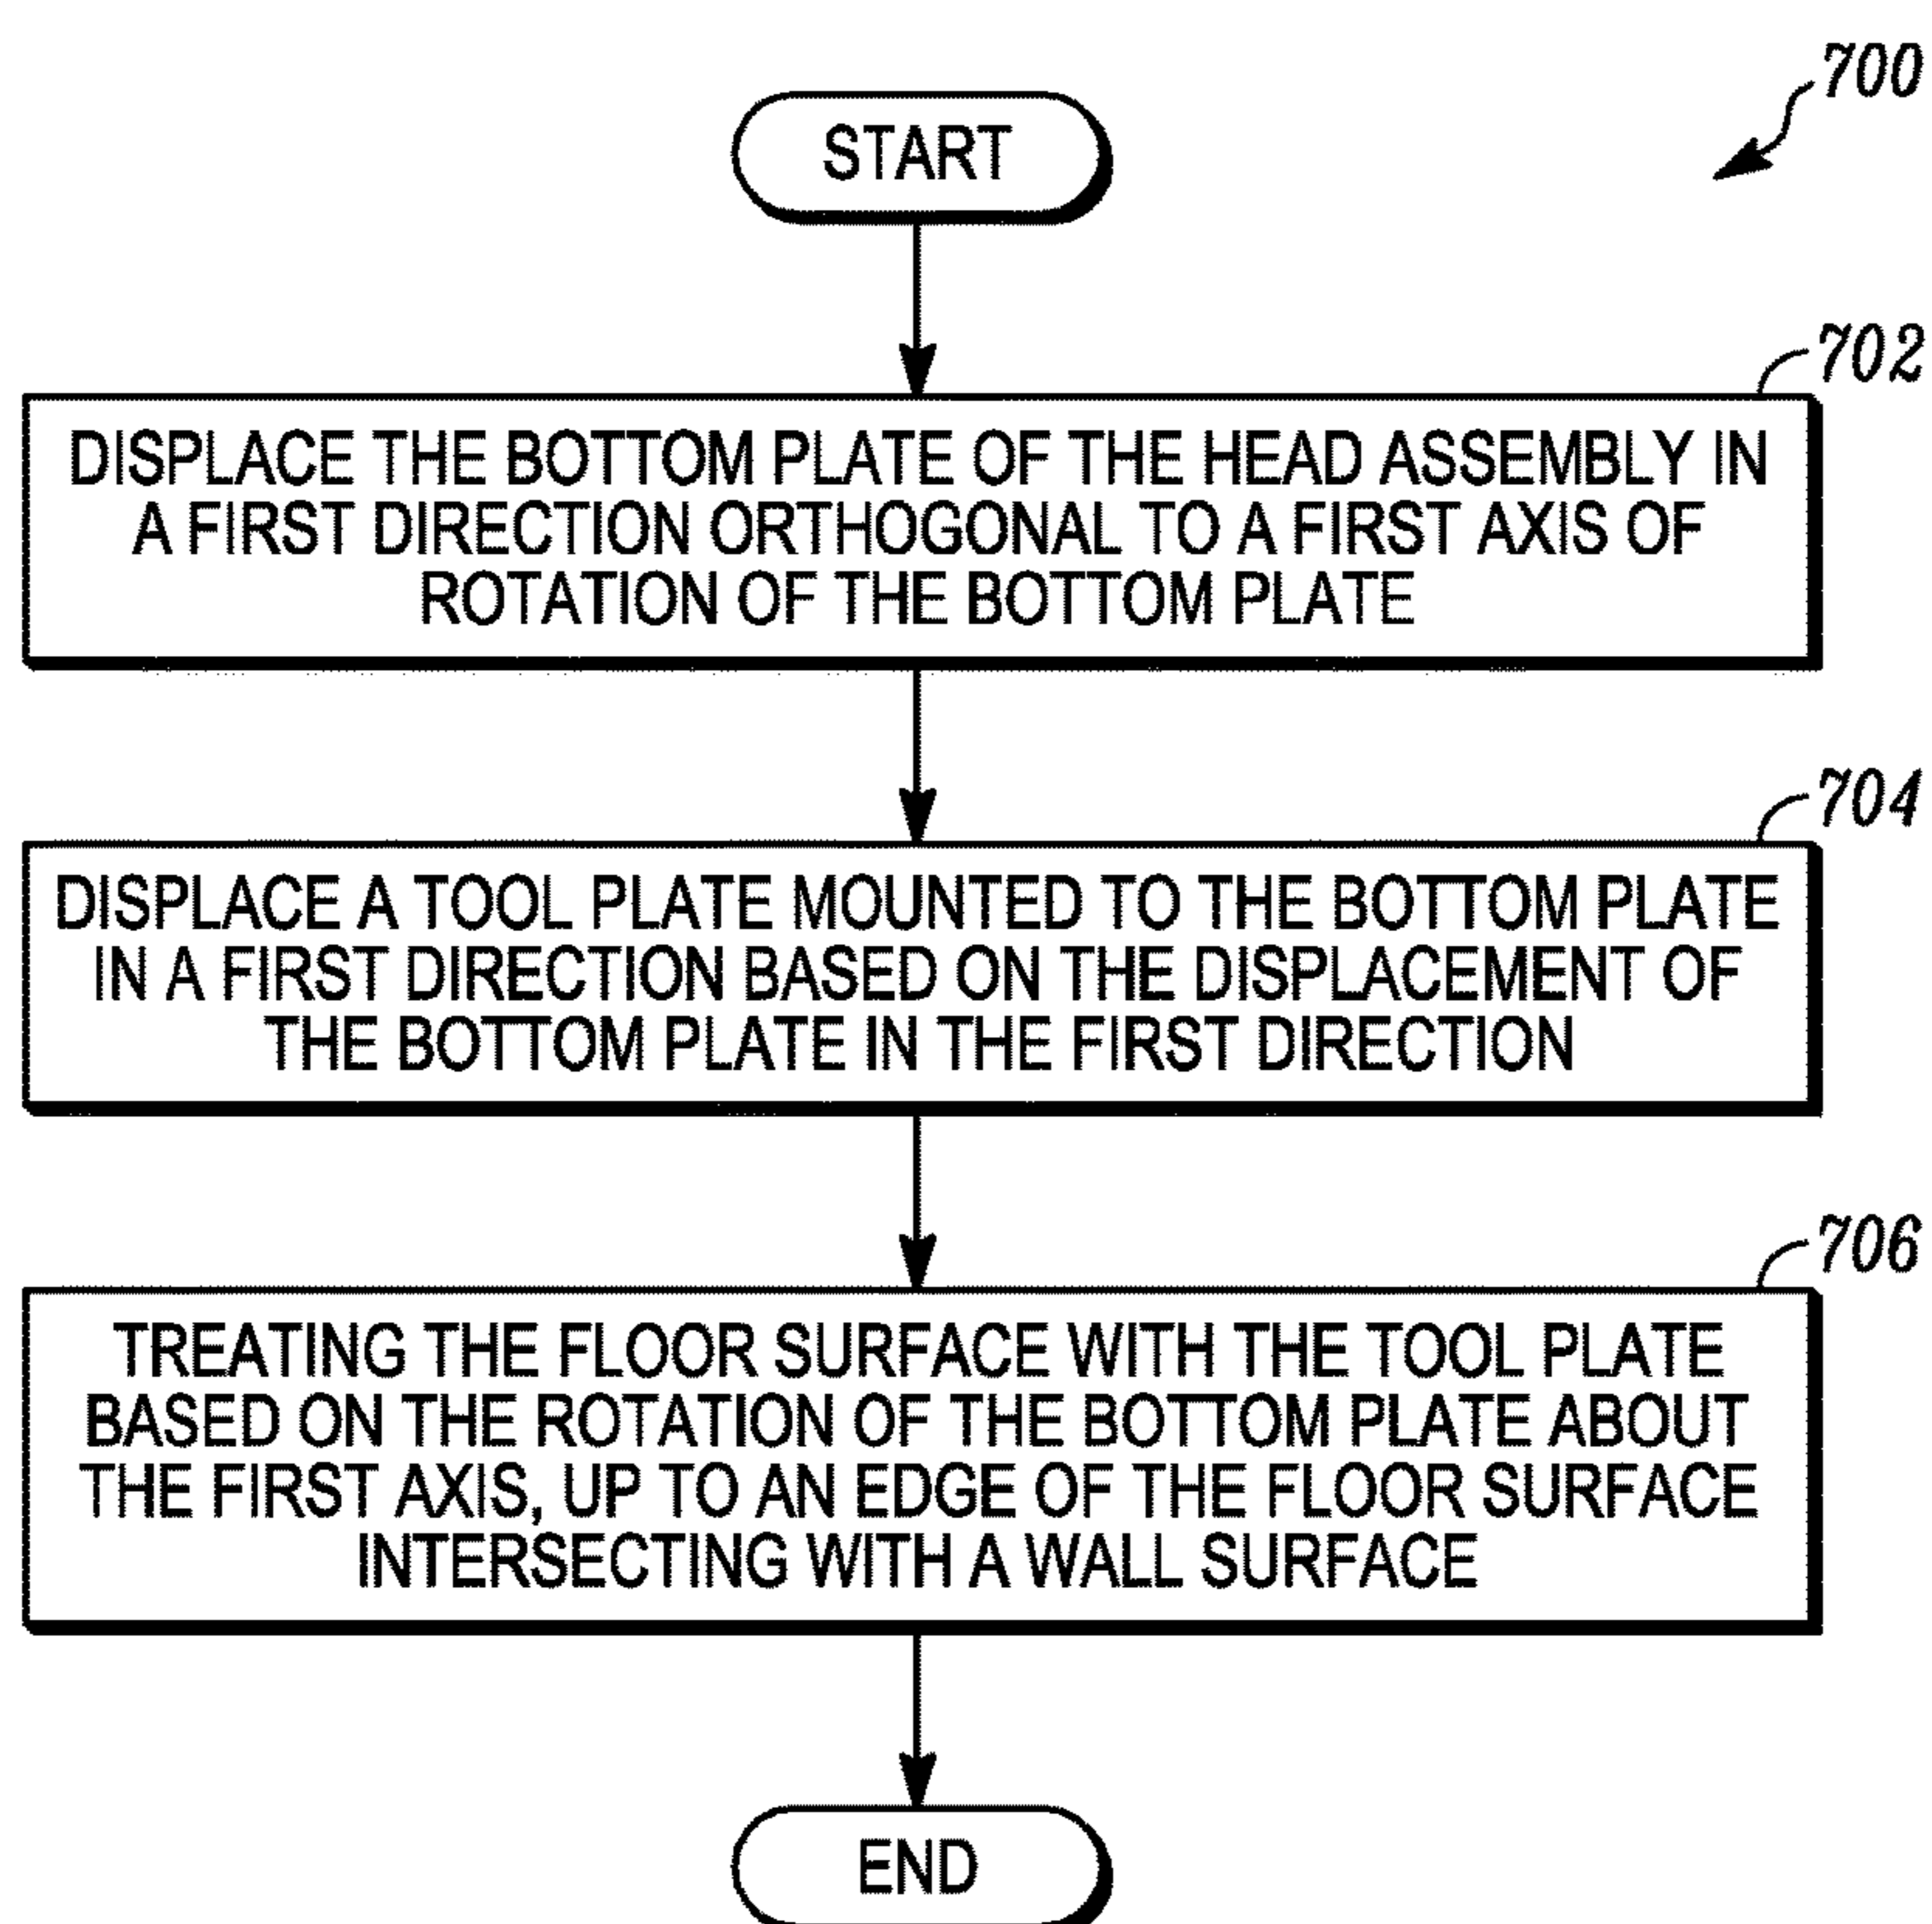 700
START
702
DISPLACE THE BOTTOM PLATE OF THE HEAD ASSEMBLY IN
A FIRST DIRECTION ORTHOGONAL TO A FIRST AXIS OF
ROTATION OF THE BOTTOM PLATE
704
DISPLACE A TOOL PLATE MOUNTED TO THE BOTTOM PLATE
IN A FIRST DIRECTION BASED ON THE DISPLACEMENT OF
THE BOTTOM PLATE IN THE FIRST DIRECTION
706
TREATING THE FLOOR SURFACE WITH THE TOOL PLATE
BASED ON THE ROTATION OF THE BOTTOM PLATE ABOUT
THE FIRST AXIS, UP TO AN EDGE OF THE FLOOR SURFACE
INTERSECTING WITH A WALL SURFACE
END